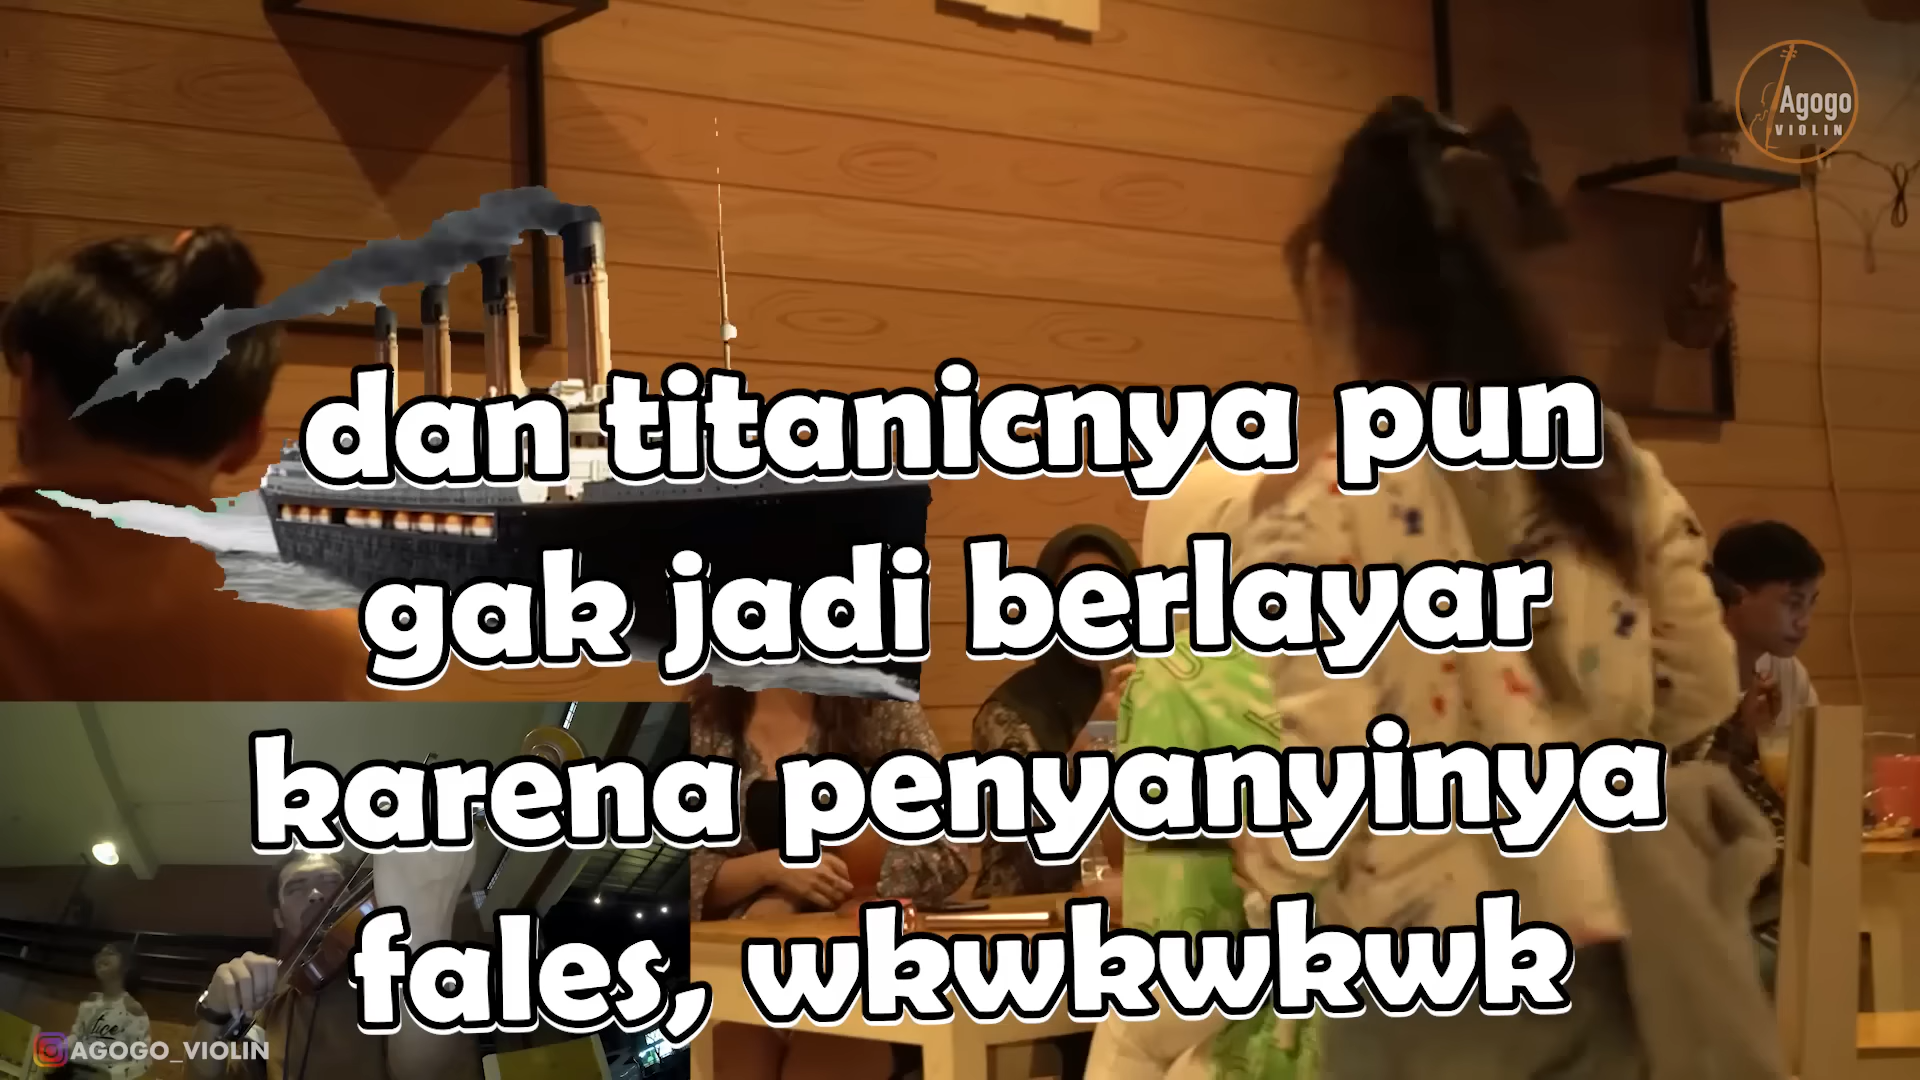 Agogo
VIOLIN
dan titanicnya pun
gak jadi berlayar
karena penyanyinya
fales, wkwkwkwk
AGOGO_VIOLIN